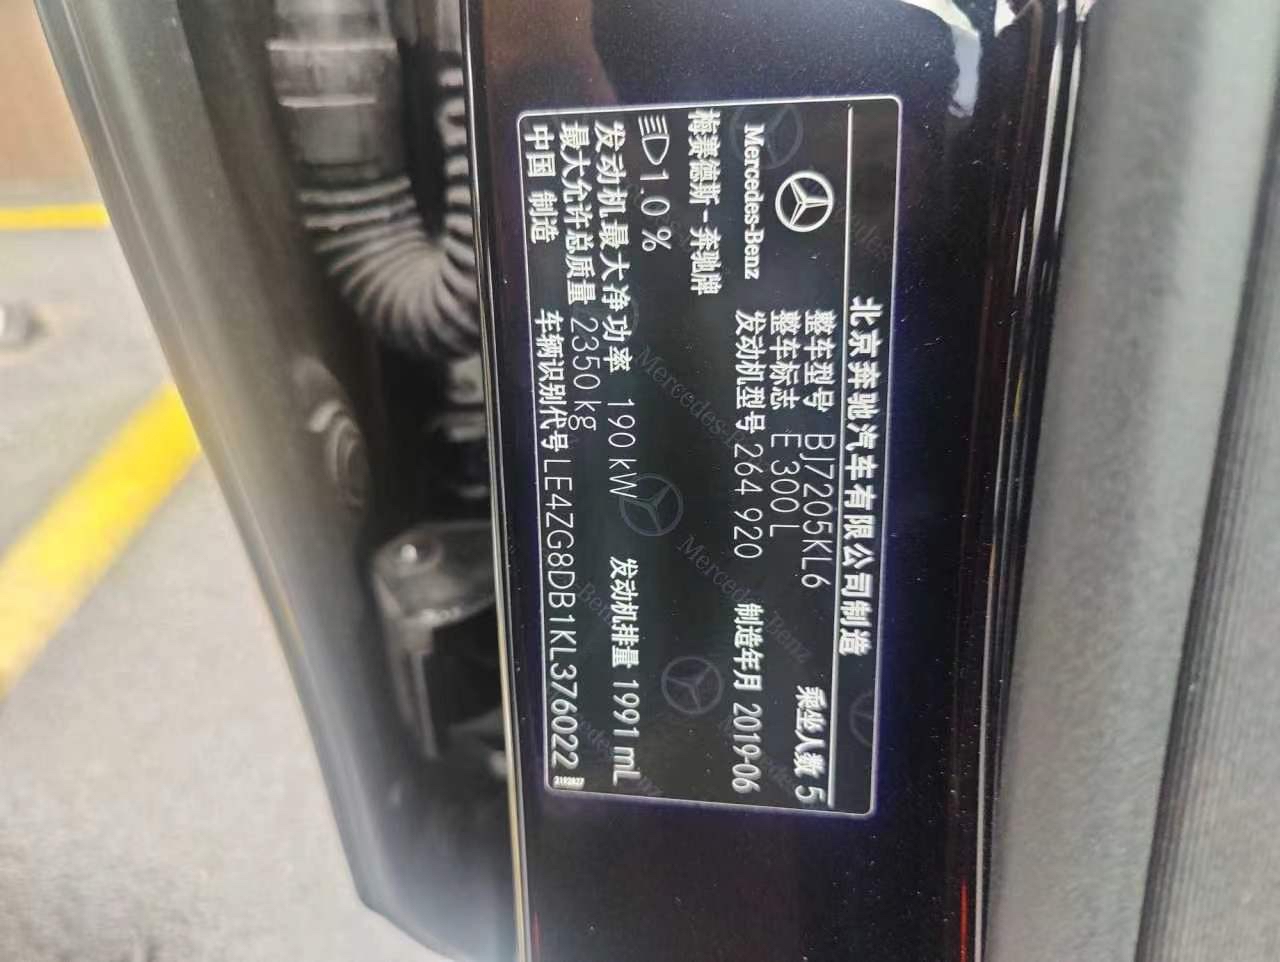 北京奔驰汽车有限公司制造
Mercedes-Benz
梅赛德斯-奔驰牌
整车型号 BJ7205KL6 乘坐人数 5
整车标志 E 300 L
发动机型号 264 920 制造年月 2019-06
1.0 %
发动机最大净功率 190 kW 发动机排量 1991 mL
最大允许总质量 2350 kg
中国 制造 车辆识别代号 LE4ZG8DB1KL376022